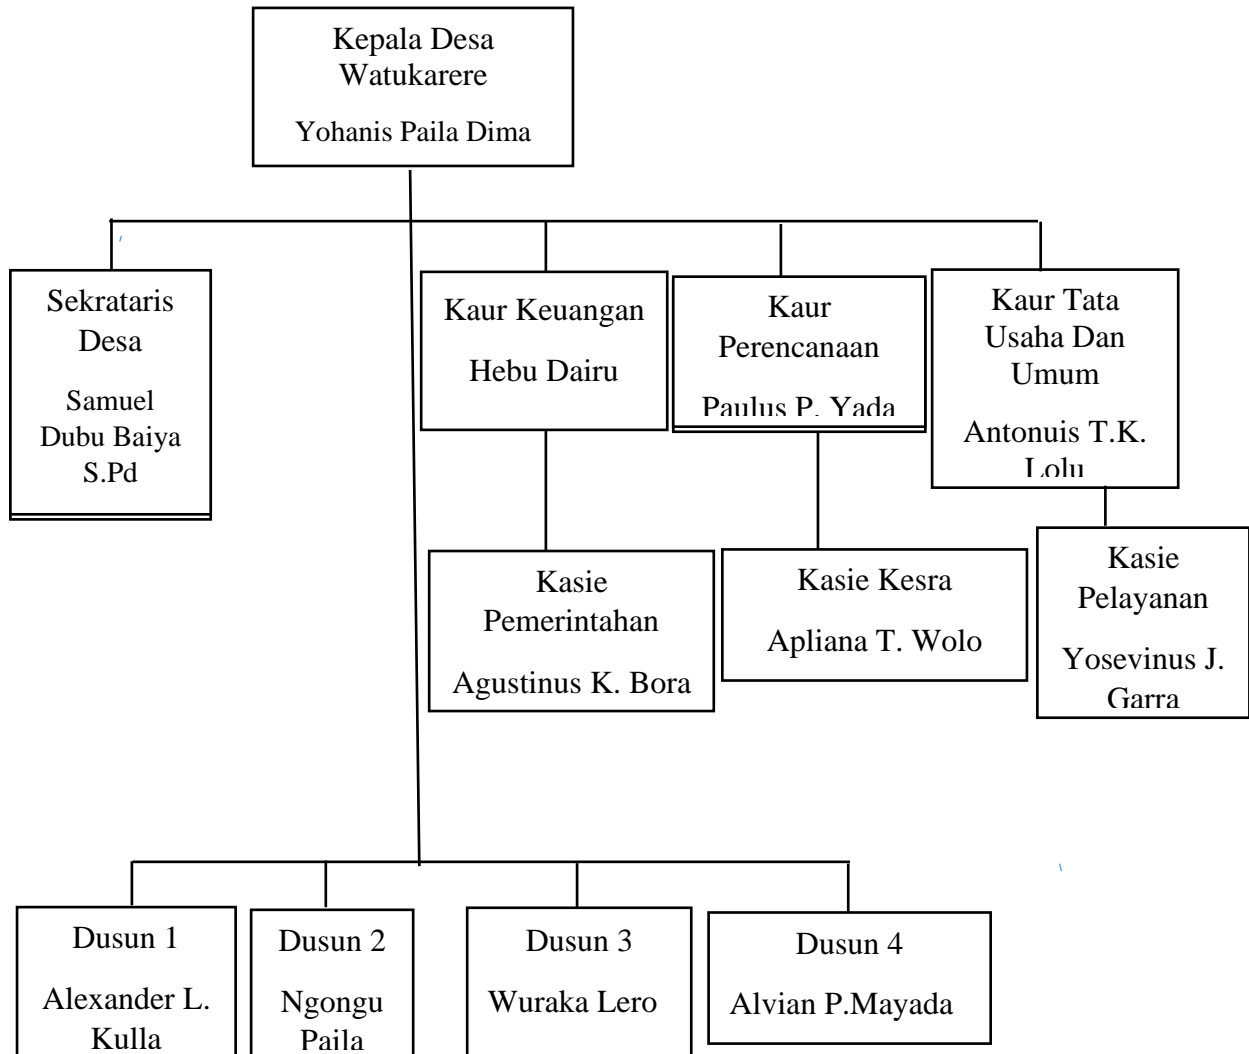 Kepala Desa
Watukarere
Yohanis Paila Dima
Sekrataris
Desa
Samuel
Dubu Baiya
S.Pd
Kaur Keuangan
Hebu Dairu
Kaur
Perencanaan
Paulus P. Yada
Kaur Tata
Usaha Dan
Umum
Antonuis T.K.
Lolu
Kasie
Pemerintahan
Agustinus K. Bora
Kasie Kesra
Apliana T. Wolo
Kasie
Pelayanan
Yosevinus J.
Garra
Dusun 1
Alexander L.
Kulla
Dusun 2
Ngongu
Paila
Dusun 3
Wuraka Lero
Dusun 4
Alvian P.Mayada